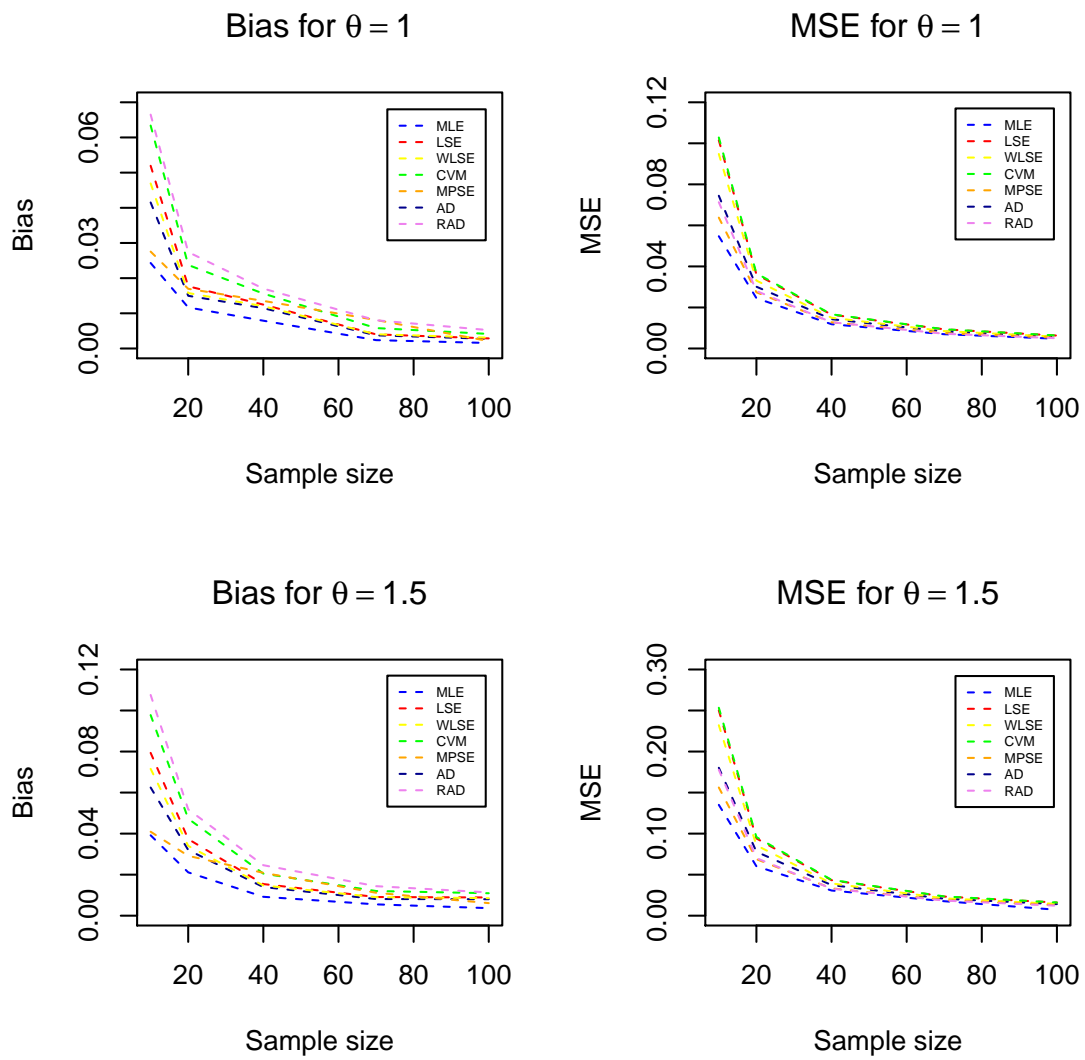 Bias for θ = 1
Bias
0.00
0.03
0.06
20
40
60
80
100
Sample size
MLE
LSE
WLSE
CVM
MPSE
AD
RAD
MSE for θ = 1
MSE
0.00
0.04
0.08
0.12
20
40
60
80
100
Sample size
MLE
LSE
WLSE
CVM
MPSE
AD
RAD
Bias for θ = 1.5
Bias
0.00
0.04
0.08
0.12
20
40
60
80
100
Sample size
MLE
LSE
WLSE
CVM
MPSE
AD
RAD
MSE for θ = 1.5
MSE
0.00
0.10
0.20
0.30
20
40
60
80
100
Sample size
MLE
LSE
WLSE
CVM
MPSE
AD
RAD